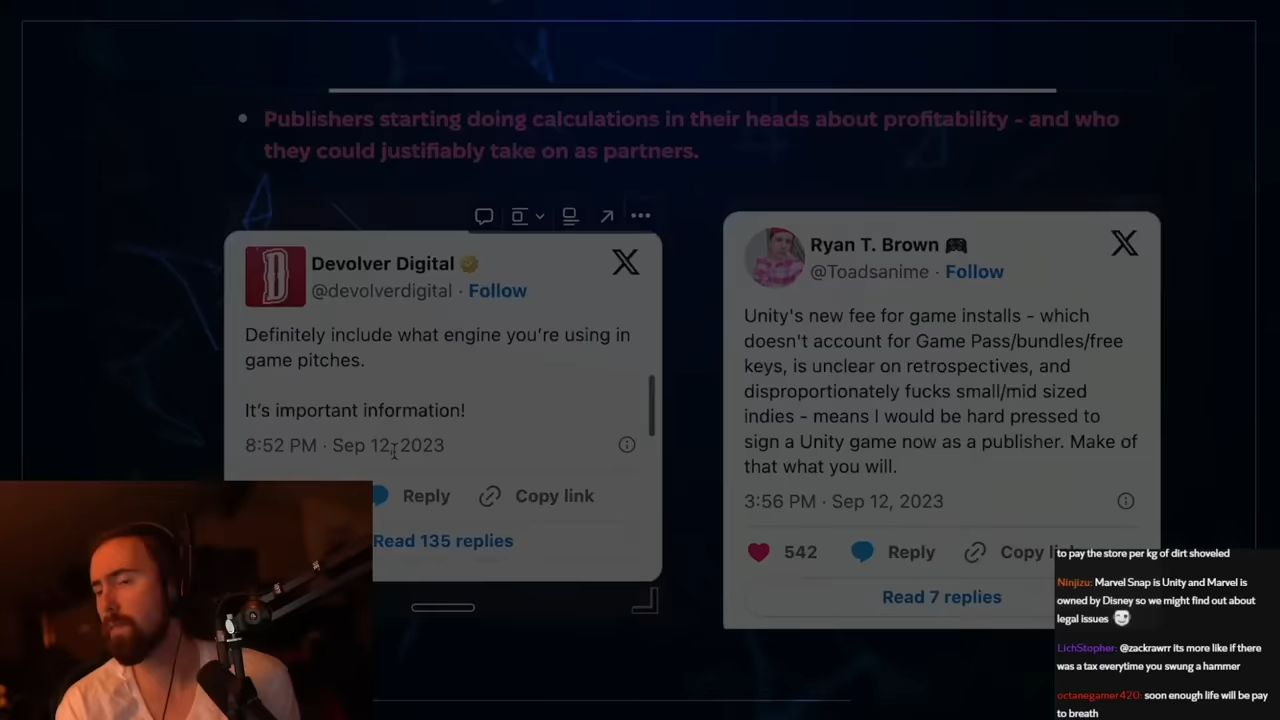 Publishers starting doing calculations in their heads about profitability - and who
they could justifiably take on as partners.
Devolver Digital
@devolverdigital · Follow
Definitely include what engine you're using in
game pitches.
It's important information!
8:52 PM · Sep 12, 2023
Reply
Copy link
Read 135 replies
Ryan T. Brown
@Toadsanime · Follow
Unity's new fee for game installs - which
doesn't account for Game Pass/bundles/free
keys, is unclear on retrospectives, and
disproportionately fucks small/mid sized
indies - means I would be hard pressed to
sign a Unity game now as a publisher. Make of
that what you will.
3:56 PM · Sep 12, 2023
542
Reply
Copy
Read 7 replies
to pay the store per kg of dirt shoveled
Ninjizu: Marvel Snap is Unity and Marvel is
owned by Disney so we might find out about
legal issues
LichStopher: @zackrawrr its more like if there
was a tax everytime you swung a hammer
octanegamer420: soon enough life will be pay
to breath